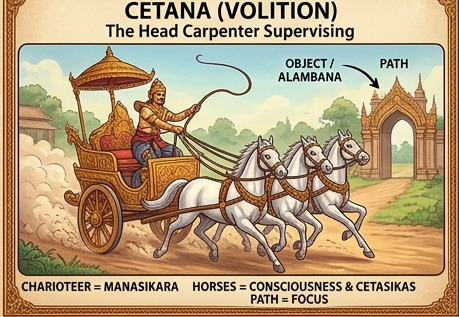 CETANA (VOLITION)
The Head Carpenter Supervising
OBJECT /
ALAMBANA
PATH
CHARIOTEER = MANASIKARA
HORSES = CONSCIOUSNESS & CETASIKAS
PATH = FOCUS